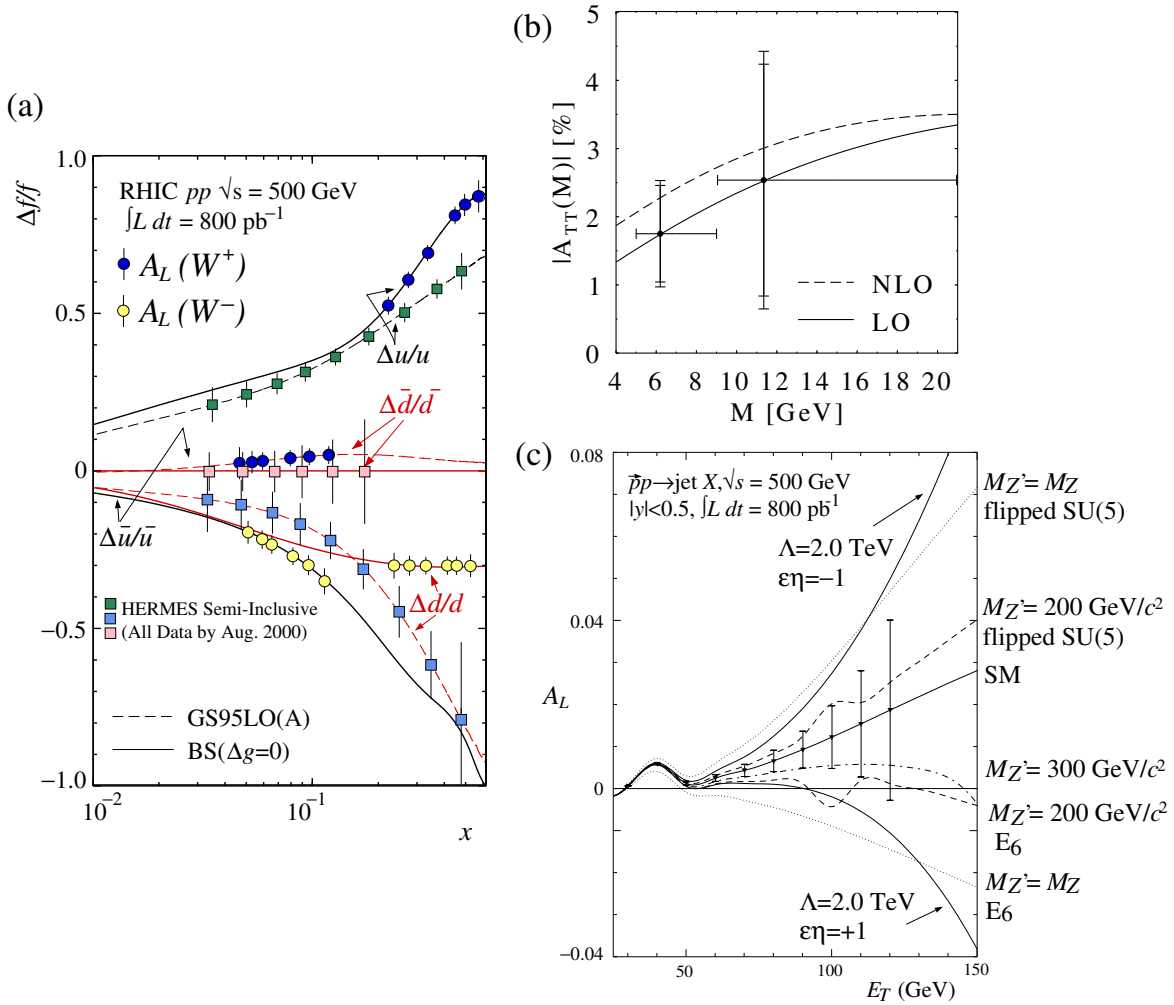 (a)
1.0
0.5
0
−0.5
−1.0
Δf/f
RHIC pp √s = 500 GeV
∫L dt = 800 pb⁻¹
A_L (W⁺)
A_L (W⁻)
Δu/u
Δd̄/d̄
Δū/ū
Δd/d
HERMES Semi-Inclusive
(All Data by Aug. 2000)
GS95LO(A)
BS(Δg=0)
10⁻²
10⁻¹
x
(b)
5
4
3
2
1
0
|A_TT(M)| [%]
NLO
LO
4 6 8 10 12 14 16 18 20
M [GeV]
(c)
0.08
0.04
0
−0.04
A_L
p⃗p→jet X,√s = 500 GeV
|y|<0.5, ∫L dt = 800 pb⁻¹
Λ=2.0 TeV
εη=−1
Λ=2.0 TeV
εη=+1
M_Z'= M_Z
flipped SU(5)
M_Z'= 200 GeV/c²
flipped SU(5)
SM
M_Z'= 300 GeV/c²
M_Z'= 200 GeV/c²
E₆
M_Z'= M_Z
E₆
50 100 150
E_T (GeV)